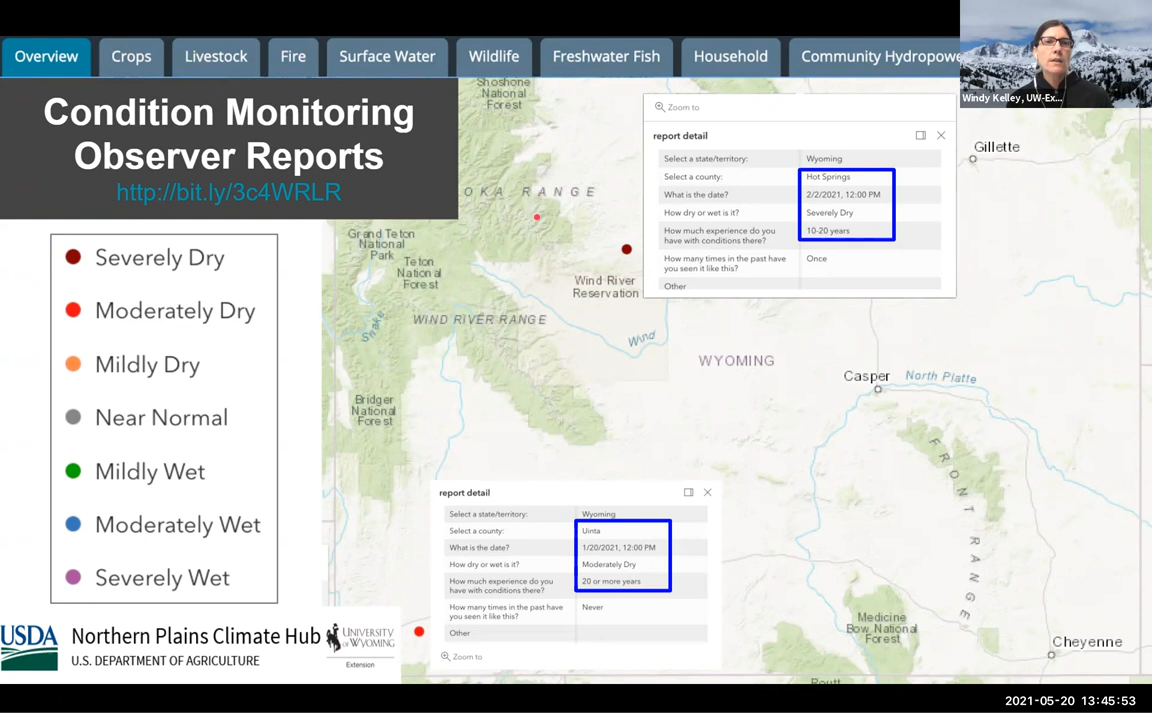 Overview
Crops
Livestock
Fire
Surface Water
Wildlife
Freshwater Fish
Household
Community Hydropowe
Windy Kelley, UW-Ex...
Condition Monitoring
Observer Reports
http://bit.ly/3c4WRLR
Severely Dry
Moderately Dry
Mildly Dry
Near Normal
Mildly Wet
Moderately Wet
Severely Wet
USDA
Northern Plains Climate Hub
U.S. DEPARTMENT OF AGRICULTURE
UNIVERSITY
OF WYOMING
Extension
Shoshone
National
Forest
OKA RANGE
Grand Teton
National
Park
Teton
National
Forest
Snake
WIND RIVER RANGE
Wind River
Reservation
Wind
WYOMING
Bridger
National
Forest
Gillette
Casper
North Platte
FRONT RANGE
Medicine
Bow National
Forest
Cheyenne
Routt
Zoom to
report detail
Select a state/territory: Wyoming
Select a county: Hot Springs
What is the date? 2/2/2021, 12:00 PM
How dry or wet is it? Severely Dry
How much experience do you 10-20 years
have with conditions there?
How many times in the past have Once
you seen it like this?
Other
report detail
Select a state/territory: Wyoming
Select a county: Uinta
What is the date? 1/20/2021, 12:00 PM
How dry or wet is it? Moderately Dry
How much experience do you 20 or more years
have with conditions there?
How many times in the past have Never
you seen it like this?
Other
Zoom to
2021-05-20 13:45:53